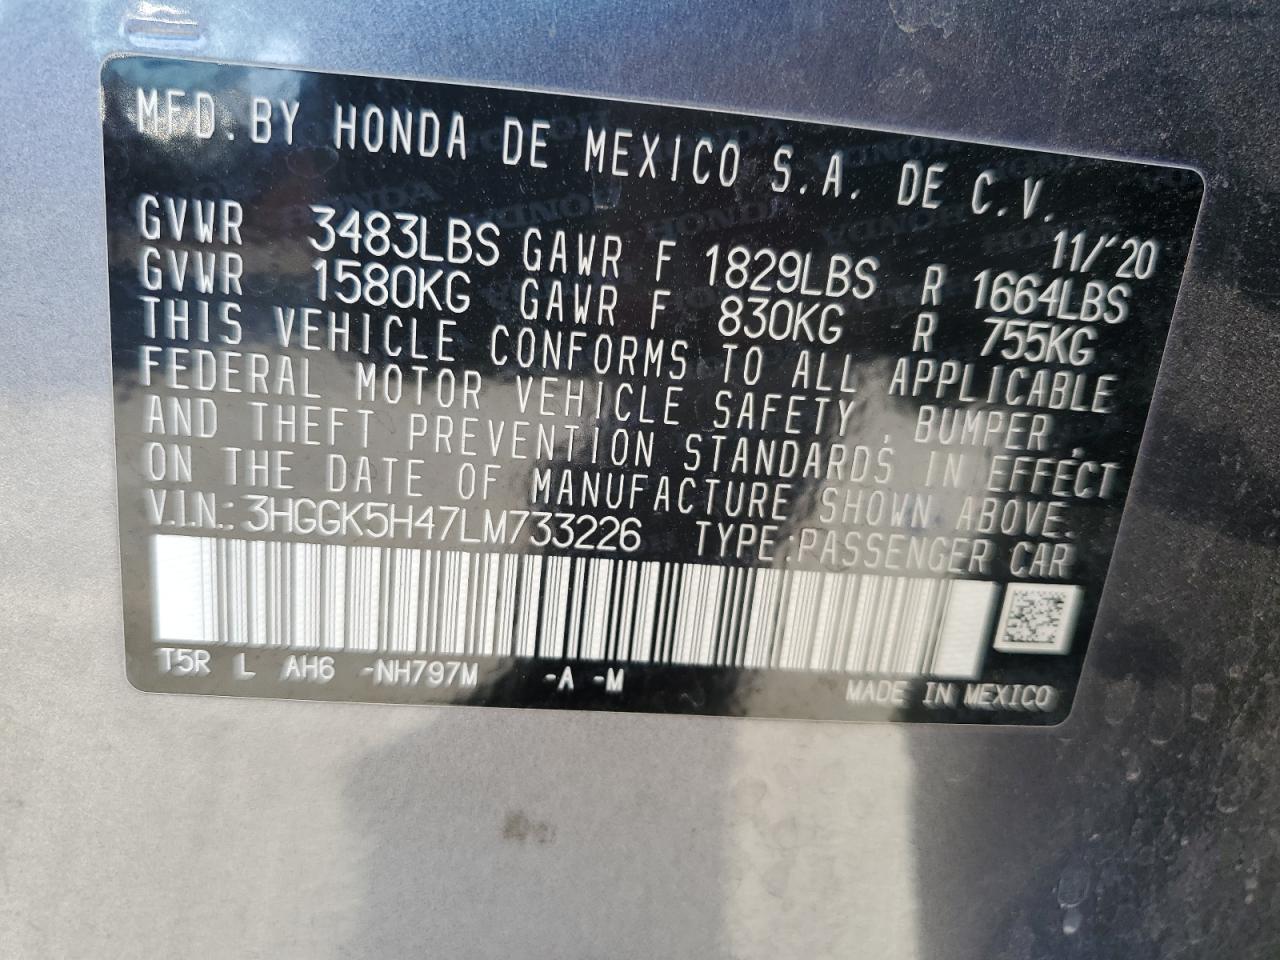 MFD. BY HONDA DE MEXICO S.A. DE C.V.
11/'20
GVWR 3483LBS GAWR F 1829LBS R 1664LBS
GVWR 1580KG GAWR F 830KG R 755KG
THIS VEHICLE CONFORMS TO ALL APPLICABLE
FEDERAL MOTOR VEHICLE SAFETY, BUMPER,
AND THEFT PREVENTION STANDARDS IN EFFECT
ON THE DATE OF MANUFACTURE SHOWN ABOVE.
V.I.N.: 3HGGK5H47LM733226 TYPE:PASSENGER CAR
T5R L AH6 -NH797M -A -M
MADE IN MEXICO